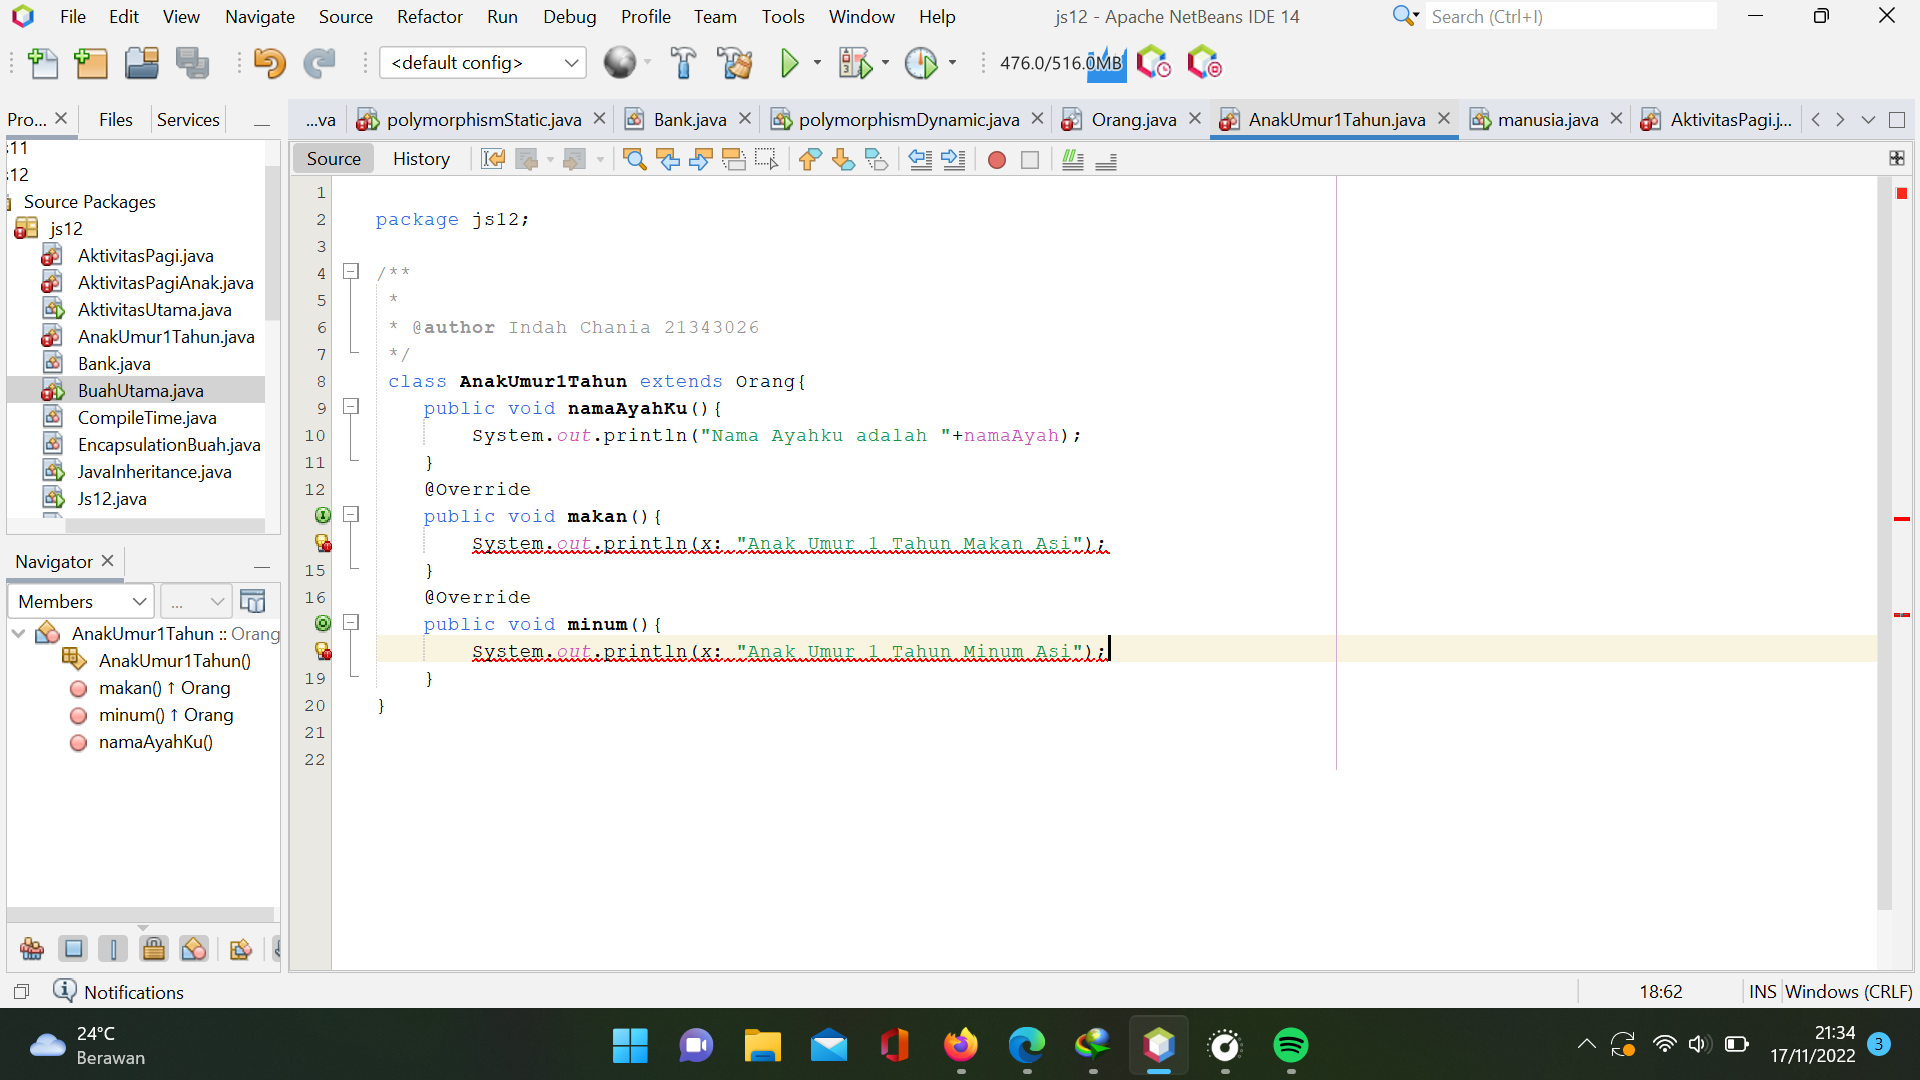 File Edit View Navigate Source Refactor Run Debug Profile Team Tools Window Help js12 - Apache NetBeans IDE 14 Search (Ctrl+I)
<default config> 476.0/516.0MB
Pro... Files Services ...va polymorphismStatic.java Bank.java polymorphismDynamic.java Orang.java AnakUmur1Tahun.java manusia.java AktivitasPagi.j...
Source History
11
12
Source Packages
js12
AktivitasPagi.java
AktivitasPagiAnak.java
AktivitasUtama.java
AnakUmur1Tahun.java
Bank.java
BuahUtama.java
CompileTime.java
EncapsulationBuah.java
JavaInheritance.java
Js12.java
Navigator
Members ...
AnakUmur1Tahun :: Orang
AnakUmur1Tahun()
makan() ↑ Orang
minum() ↑ Orang
namaAyahKu()
1
2 package js12;
3
4 /**
5 *
6 * @author Indah Chania 21343026
7 */
8 class AnakUmur1Tahun extends Orang{
9 public void namaAyahKu(){
10 System.out.println("Nama Ayahku adalah "+namaAyah);
11 }
12 @Override
public void makan(){
System.out.println(x: "Anak Umur 1 Tahun Makan Asi");
15 }
16 @Override
public void minum(){
System.out.println(x: "Anak Umur 1 Tahun Minum Asi");
19 }
20 }
21
22
Notifications 18:62 INS Windows (CRLF)
24°C
Berawan
21:34
17/11/2022
3